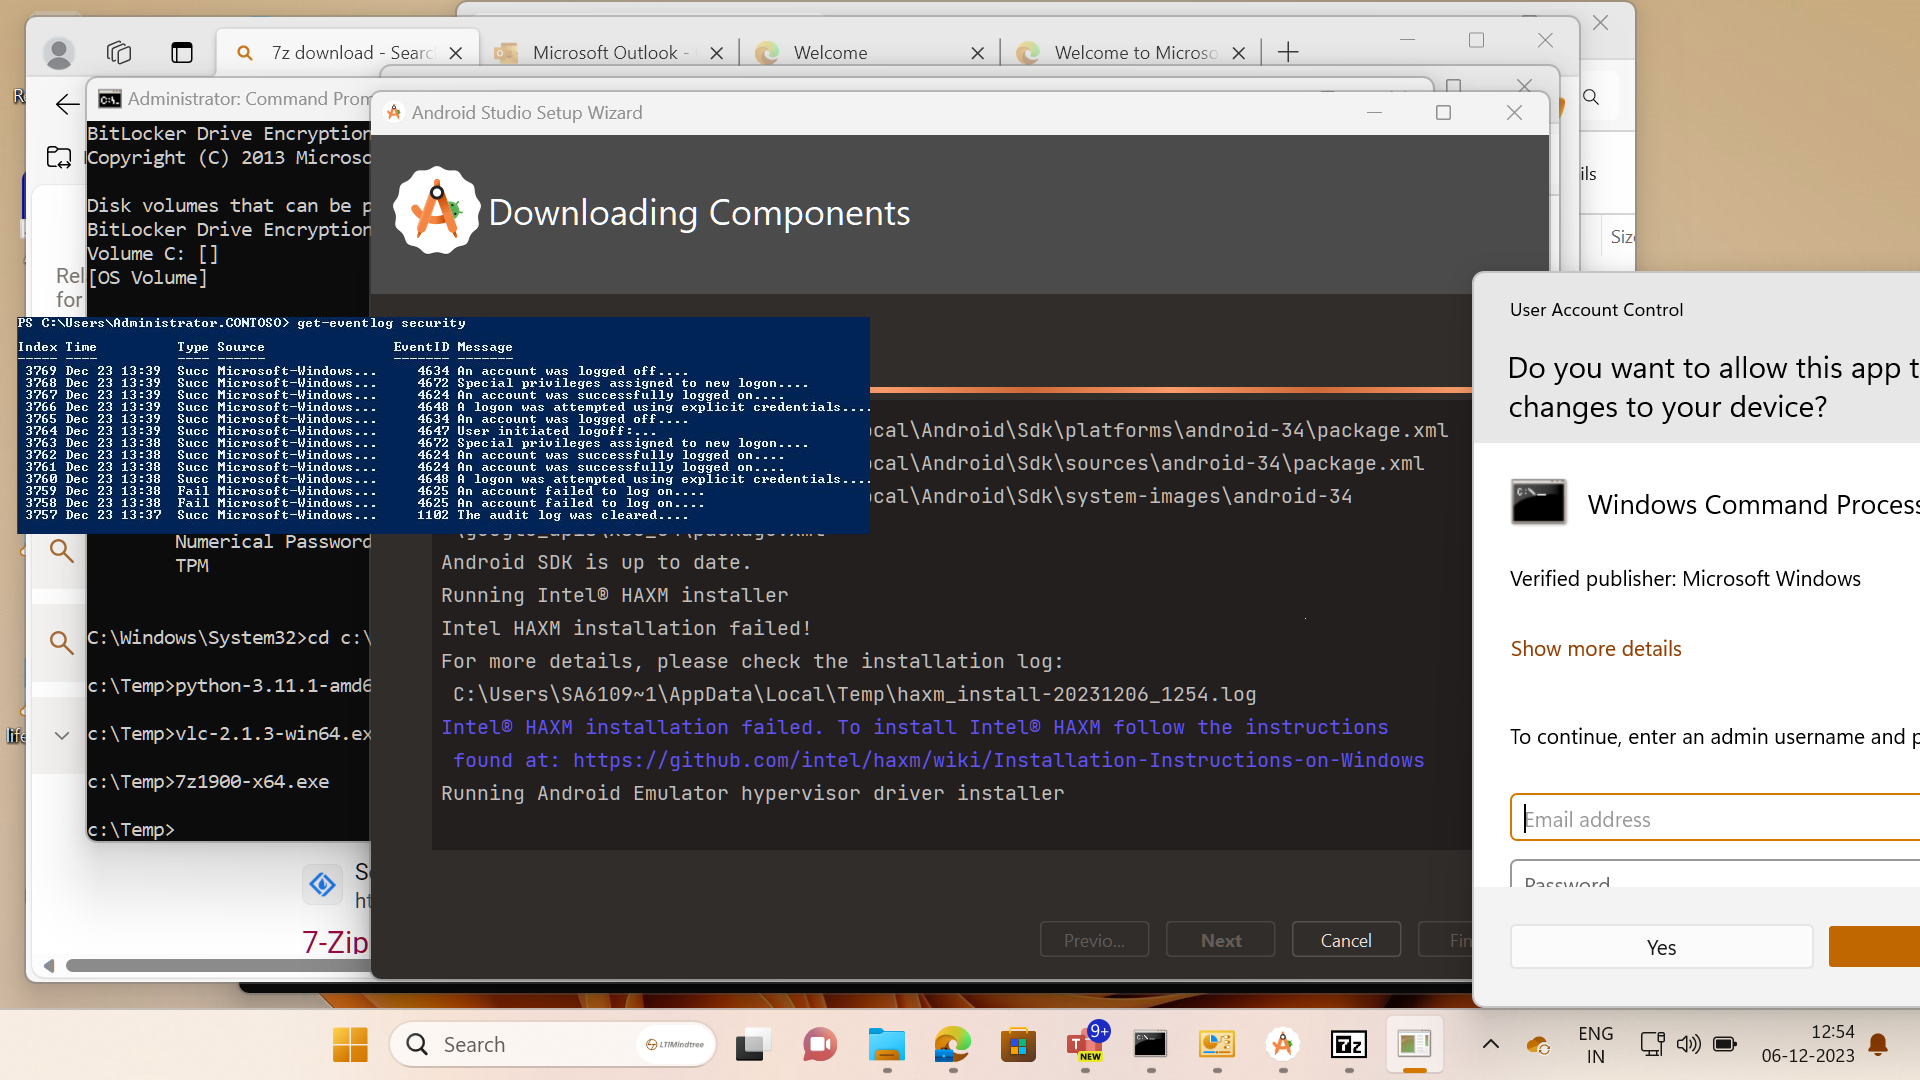 7z download - Searc
Microsoft Outlook -
Welcome
Welcome to Microso
Administrator: Command Prom
BitLocker Drive Encryption
Copyright (C) 2013 Microso
Disk volumes that can be p
BitLocker Drive Encryption
Volume C: []
[OS Volume]
Rel
for
Android Studio Setup Wizard
Downloading Components
ils
Size
PS C:\Users\Administrator.CONTOSO> get-eventlog security
Index Time Type Source EventID Message
----- ---- ---- ------ ------- -------
3769 Dec 23 13:39 Succ Microsoft-Windows... 4634 An account was logged off....
3768 Dec 23 13:39 Succ Microsoft-Windows... 4672 Special privileges assigned to new logon....
3767 Dec 23 13:39 Succ Microsoft-Windows... 4624 An account was successfully logged on....
3766 Dec 23 13:39 Succ Microsoft-Windows... 4648 A logon was attempted using explicit credentials....
3765 Dec 23 13:39 Succ Microsoft-Windows... 4634 An account was logged off....
3764 Dec 23 13:39 Succ Microsoft-Windows... 4647 User initiated logoff:...
3763 Dec 23 13:38 Succ Microsoft-Windows... 4672 Special privileges assigned to new logon....
3762 Dec 23 13:38 Succ Microsoft-Windows... 4624 An account was successfully logged on....
3761 Dec 23 13:38 Succ Microsoft-Windows... 4624 An account was successfully logged on....
3760 Dec 23 13:38 Succ Microsoft-Windows... 4648 A logon was attempted using explicit credentials....
3759 Dec 23 13:38 Fail Microsoft-Windows... 4625 An account failed to log on....
3758 Dec 23 13:38 Fail Microsoft-Windows... 4625 An account failed to log on....
3757 Dec 23 13:37 Succ Microsoft-Windows... 1102 The audit log was cleared....
Numerical Password
TPM
C:\Windows\System32>cd c:\
c:\Temp>python-3.11.1-amd6
c:\Temp>vlc-2.1.3-win64.ex
c:\Temp>7z1900-x64.exe
c:\Temp>
life
cal\Android\Sdk\platforms\android-34\package.xml
cal\Android\Sdk\sources\android-34\package.xml
cal\Android\Sdk\system-images\android-34
\google_apis\x86_64\package.xml
Android SDK is up to date.
Running Intel® HAXM installer
Intel HAXM installation failed!
For more details, please check the installation log:
C:\Users\SA6109~1\AppData\Local\Temp\haxm_install-20231206_1254.log
Intel® HAXM installation failed. To install Intel® HAXM follow the instructions
found at: https://github.com/intel/haxm/wiki/Installation-Instructions-on-Windows
Running Android Emulator hypervisor driver installer
Previo...
Next
Cancel
Fin
So
ht
7-Zip
User Account Control
Do you want to allow this app t
changes to your device?
Windows Command Process
Verified publisher: Microsoft Windows
Show more details
To continue, enter an admin username and p
Email address
Password
Yes
Search
LTIMindtree
9+
NEW
7z
ENG
IN
12:54
06-12-2023